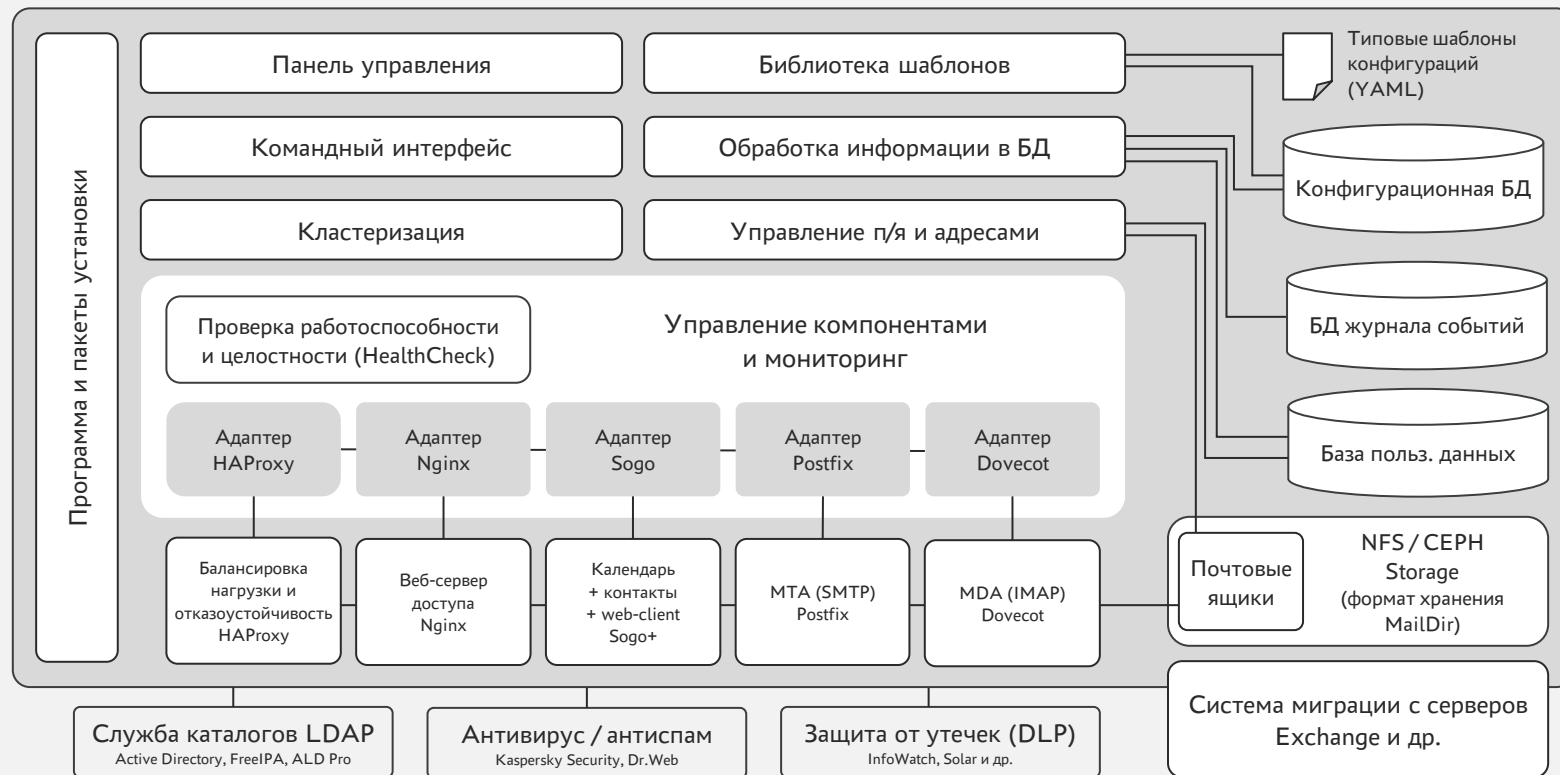 Программа и пакеты установки
Панель управления
Библиотека шаблонов
Типовые шаблоны
конфигураций
(YAML)
Командный интерфейс
Обработка информации в БД
Конфигурационная БД
Кластеризация
Управление п/я и адресами
Проверка работоспособности
и целостности (HealthCheck)
Управление компонентами
и мониторинг
БД журнала событий
Адаптер
HAProxy
Адаптер
Nginx
Адаптер
Sogo
Адаптер
Postfix
Адаптер
Dovecot
База польз. данных
Балансировка
нагрузки и
отказоустойчивость
HAProxy
Веб-сервер
доступа
Nginx
Календарь
+ контакты
+ web-client
Sogo+
MTA (SMTP)
Postfix
MDA (IMAP)
Dovecot
Почтовые
ящики
NFS / CEPH
Storage
(формат хранения
MailDir)
Служба каталогов LDAP
Active Directory, FreeIPA, ALD Pro
Антивирус / антиспам
Kaspersky Security, Dr.Web
Защита от утечек (DLP)
InfoWatch, Solar и др.
Система миграции с серверов
Exchange и др.